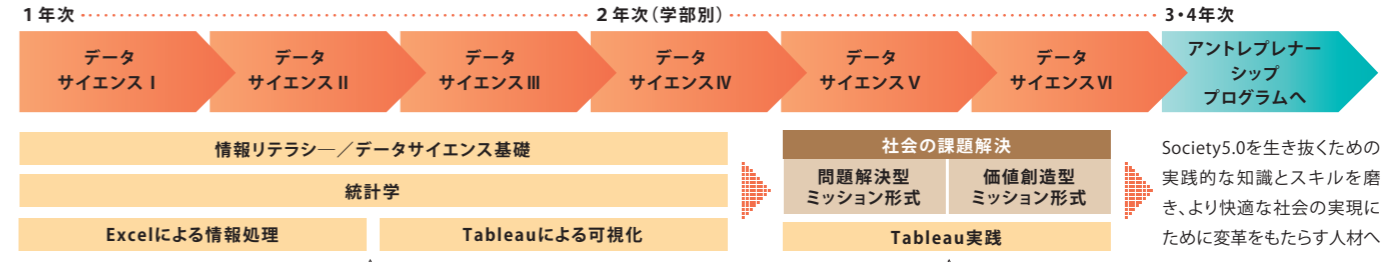 1年次
2年次(学部別)
3・4年次
データ
サイエンスⅠ
データ
サイエンスⅡ
データ
サイエンスⅢ
データ
サイエンスⅣ
データ
サイエンスⅤ
データ
サイエンスⅥ
アントレプレナー
シップ
プログラムへ
情報リテラシ―/データサイエンス基礎
統計学
Excelによる情報処理
Tableauによる可視化
社会の課題解決
問題解決型
ミッション形式
価値創造型
ミッション形式
Tableau実践
Society5.0を生き抜くための
実践的な知識とスキルを磨
き、より快適な社会の実現に
ために変革をもたらす人材へ